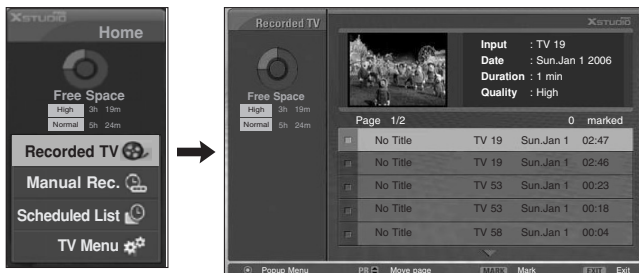 XSTUDIO
Home
Free Space
High 3h 19m
Normal 5h 24m
Recorded TV
Manual Rec.
Scheduled List
TV Menu
Recorded TV
XSTUDIO
Free Space
High 3h 19m
Normal 5h 24m
Input : TV 19
Date : Sun.Jan 1 2006
Duration : 1 min
Quality : High
Page 1/2 0 marked
No Title TV 19 Sun.Jan 1 02:47
No Title TV 19 Sun.Jan 1 02:46
No Title TV 53 Sun.Jan 1 00:23
No Title TV 53 Sun.Jan 1 00:18
No Title TV 58 Sun.Jan 1 00:04
Popup Menu PR Move page MARK Mark EXIT Exit